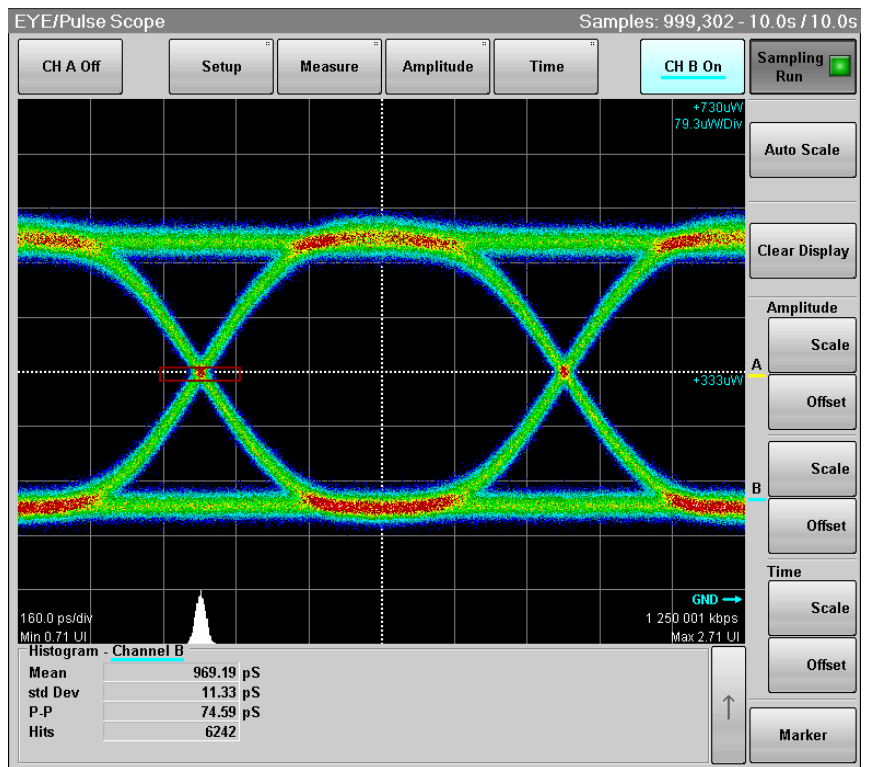 EYE/Pulse Scope
Samples: 999,302 - 10.0s / 10.0s
CH A Off
Setup
Measure
Amplitude
Time
CH B On
Sampling
Run
+730uW
79.3uW/Div
Auto Scale
Clear Display
Amplitude
Scale
A
+333uW
Offset
Scale
B
Offset
Time
GND
Scale
160.0 ps/div
1 250 001 kbps
Min 0.71 UI
Max 2.71 UI
Offset
Histogram - Channel B
Mean 969.19 pS
std Dev 11.33 pS
P-P 74.59 pS
Hits 6242
Marker